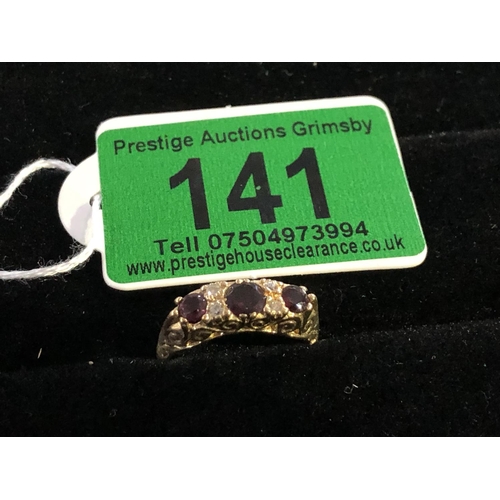 Prestige Auctions Grimsby
141
Tell 07504973994
www.prestigehouseclearance.co.uk